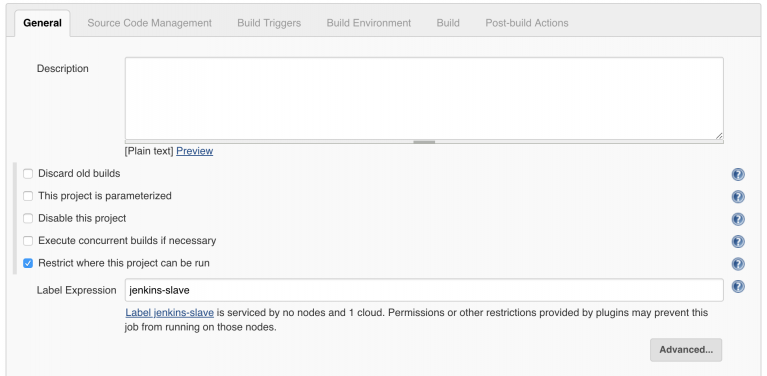 General Source Code Management Build Triggers Build Environment Build Post-build Actions
Description
[Plain text] Preview
Discard old builds
This project is parameterized
Disable this project
Execute concurrent builds if necessary
Restrict where this project can be run
Label Expression jenkins-slave
Label jenkins-slave is serviced by no nodes and 1 cloud. Permissions or other restrictions provided by plugins may prevent this
job from running on those nodes.
Advanced...